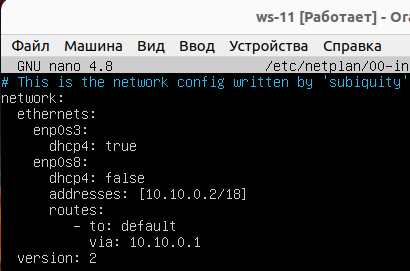 ws-11 [Работает] - Ora
Файл Машина Вид Ввод Устройства Справка
GNU nano 4.8 /etc/netplan/00-in
# This is the network config written by 'subiquity'
network:
  ethernets:
    enp0s3:
      dhcp4: true
    enp0s8:
      dhcp4: false
      addresses: [10.10.0.2/18]
      routes:
         - to: default
           via: 10.10.0.1
  version: 2